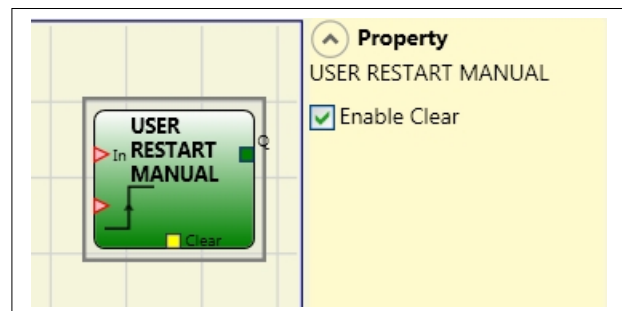 USER
In RESTART Q
MANUAL
Clear
Property
USER RESTART MANUAL
Enable Clear